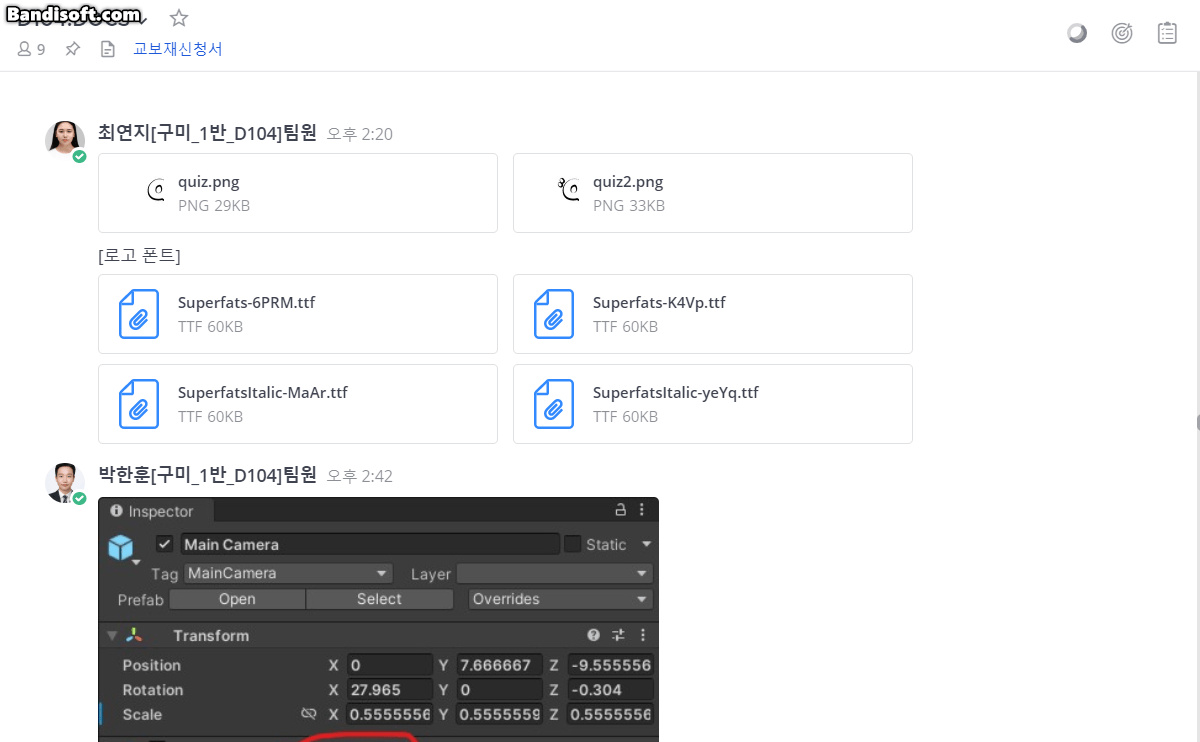 Bandisoft.com
9
교보재신청서
최연지[구미_1반_D104]팀원 오후 2:20
quiz.png
PNG 29KB
quiz2.png
PNG 33KB
[로고 폰트]
Superfats-6PRM.ttf
TTF 60KB
Superfats-K4Vp.ttf
TTF 60KB
SuperfatsItalic-MaAr.ttf
TTF 60KB
SuperfatsItalic-yeYq.ttf
TTF 60KB
박한훈[구미_1반_D104]팀원 오후 2:42
Inspector
Main Camera Static
Tag MainCamera Layer
Prefab Open Select Overrides
Transform
Position X 0 Y 7.666667 Z -9.555556
Rotation X 27.965 Y 0 Z -0.304
Scale X 0.5555556 Y 0.5555559 Z 0.5555556